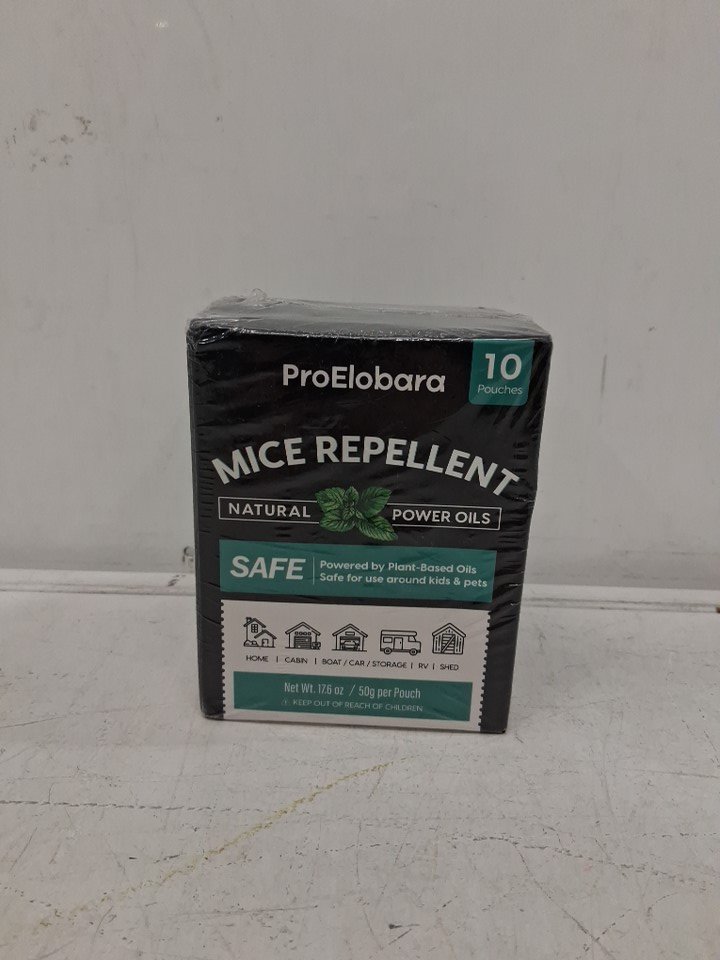 ProElobara
10
Pouches
MICE REPELLENT
NATURAL POWER OILS
SAFE
Powered by Plant-Based Oils
Safe for use around kids & pets
HOME | CABIN | BOAT / CAR / STORAGE | RV | SHED
Net Wt. 17.6 oz / 50g per Pouch
KEEP OUT OF REACH OF CHILDREN